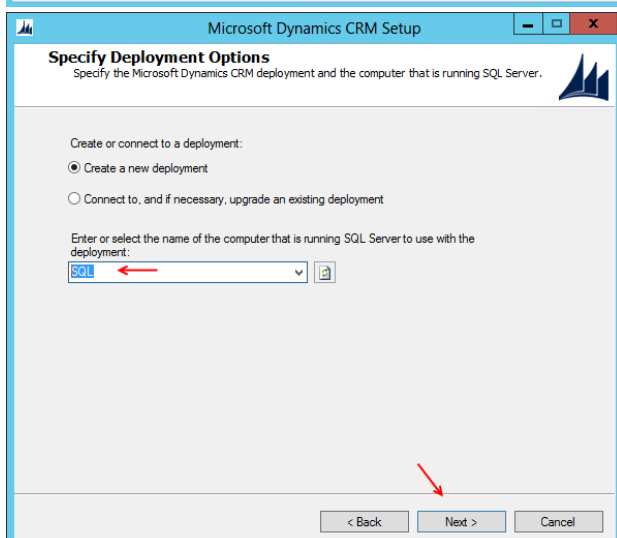 Microsoft Dynamics CRM Setup
Specify Deployment Options
Specify the Microsoft Dynamics CRM deployment and the computer that is running SQL Server.
Create or connect to a deployment:
Create a new deployment
Connect to, and if necessary, upgrade an existing deployment
Enter or select the name of the computer that is running SQL Server to use with the
deployment:
SQL
< Back Next > Cancel